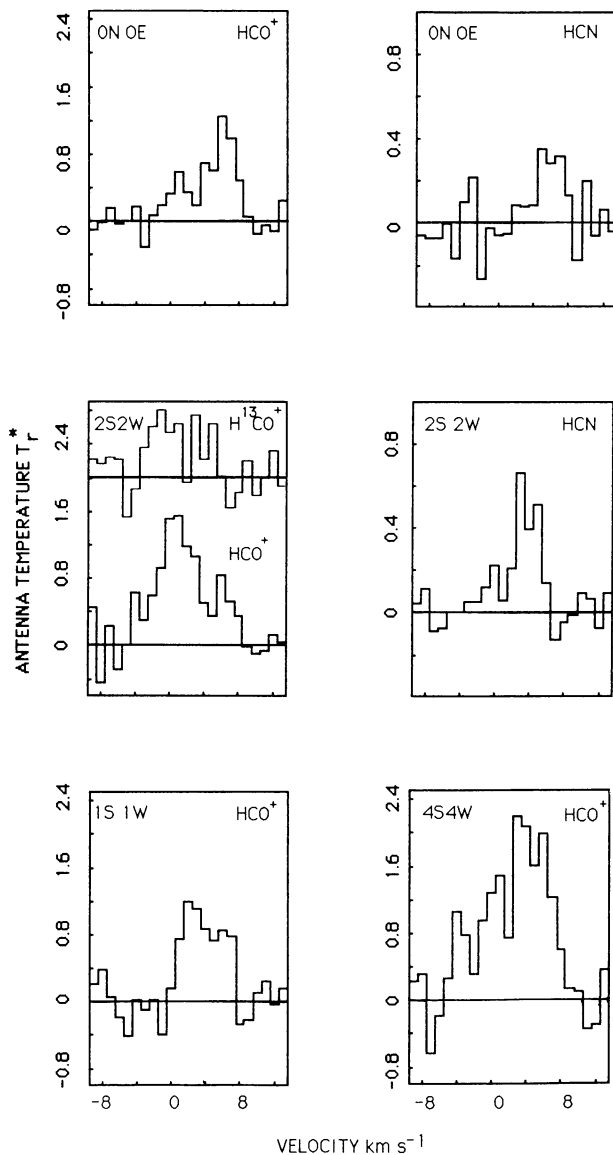 ON OE HCO+
2.4
1.6
0.8
0
-0.8
ON OE HCN
0.8
0.4
0
2S2W H13CO+
HCO+
2.4
1.6
0.8
0
2S 2W HCN
0.8
0.4
0
1S 1W HCO+
2.4
1.6
0.8
0
-0.8
-8 0 8
4S4W HCO+
2.4
1.6
0.8
0
-0.8
-8 0 8
ANTENNA TEMPERATURE Tr*
VELOCITY km s-1